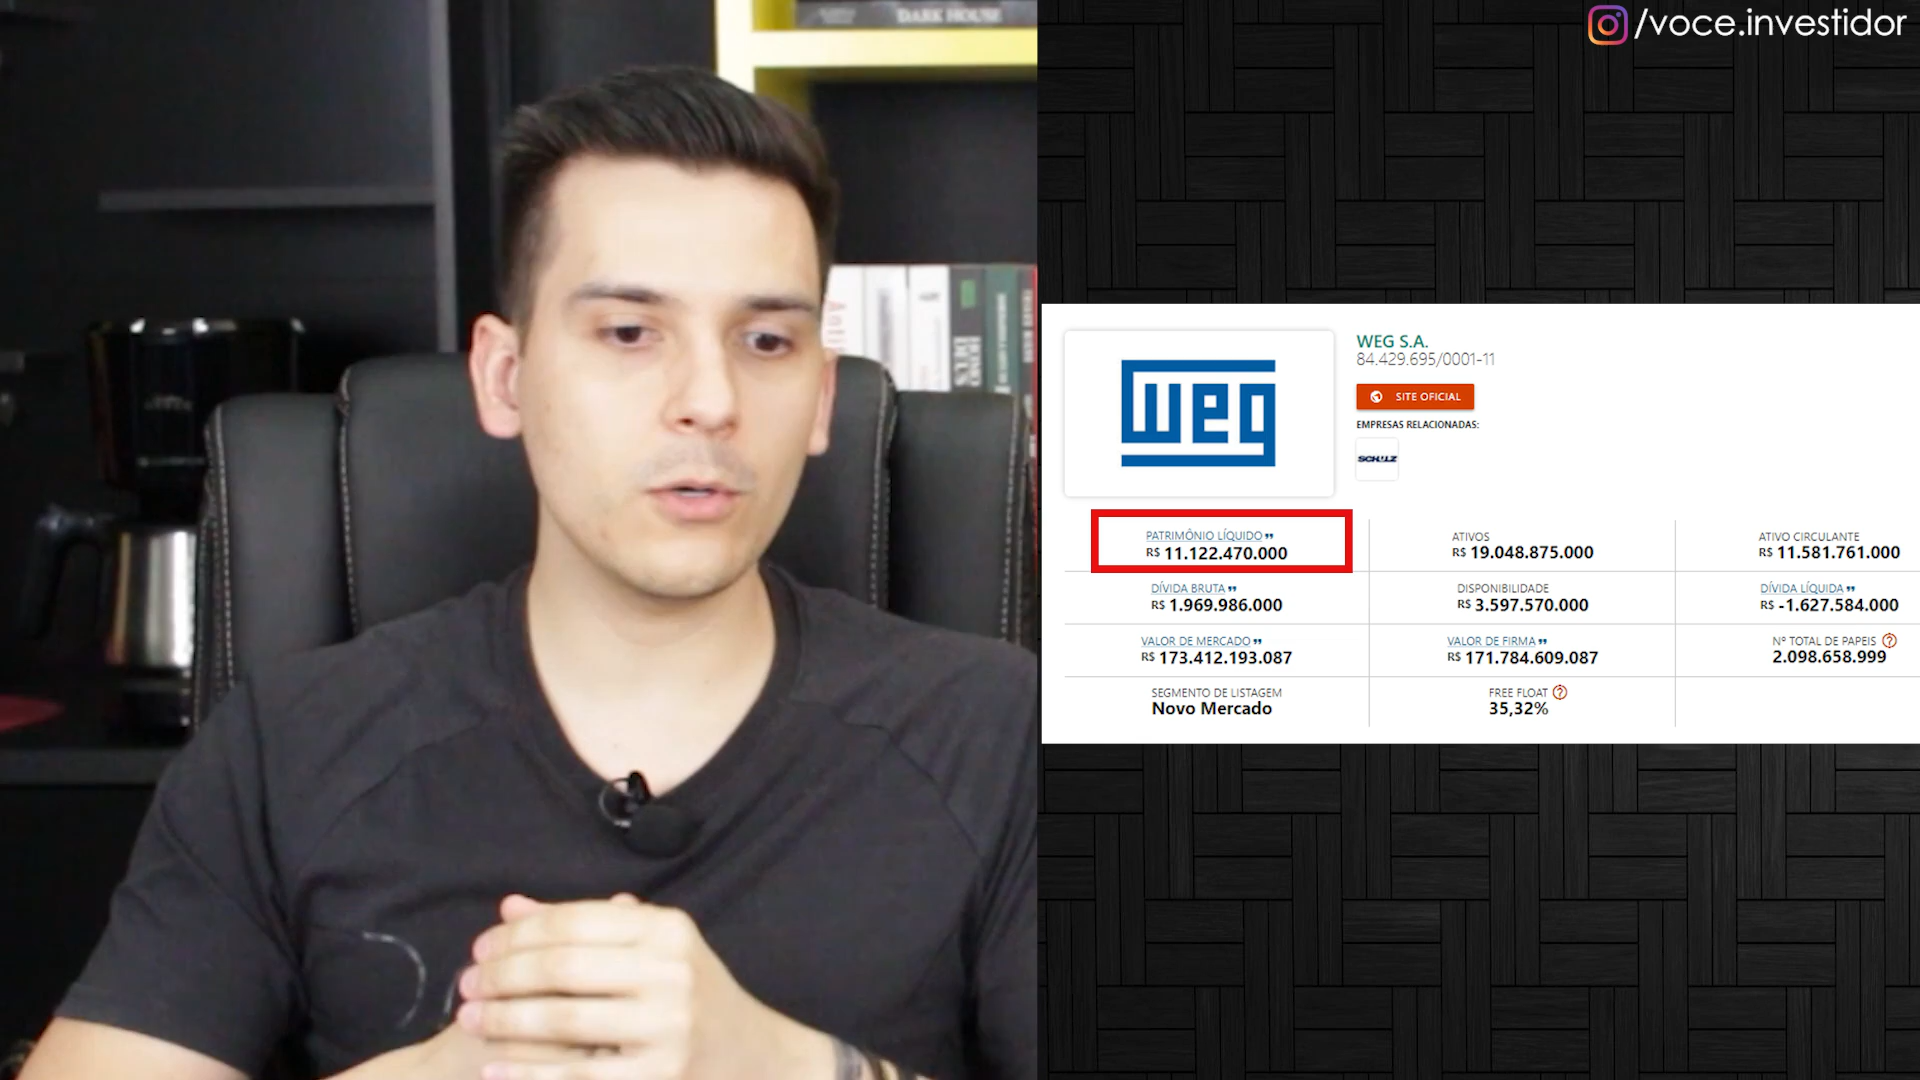 DARK HOUSE
/voce.investidor
HOMO
DEUS
weg
WEG S.A.
84.429.695/0001-11
SITE OFICIAL
EMPRESAS RELACIONADAS:
SCHULZ
PATRIMÔNIO LÍQUIDO
R$ 11.122.470.000
ATIVOS
R$ 19.048.875.000
ATIVO CIRCULANTE
R$ 11.581.761.000
DÍVIDA BRUTA
R$ 1.969.986.000
DISPONIBILIDADE
R$ 3.597.570.000
DÍVIDA LÍQUIDA
R$ -1.627.584.000
VALOR DE MERCADO
R$ 173.412.193.087
VALOR DE FIRMA
R$ 171.784.609.087
Nº TOTAL DE PAPEIS
2.098.658.999
SEGMENTO DE LISTAGEM
Novo Mercado
FREE FLOAT
35,32%